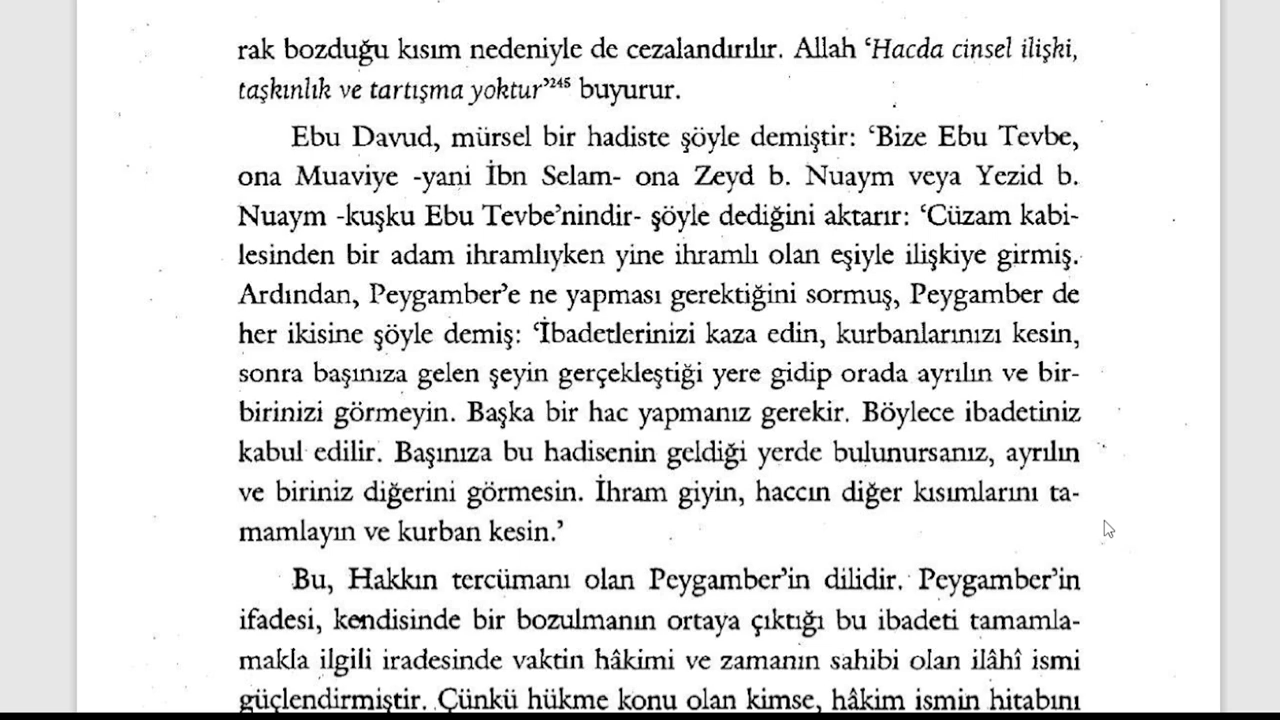 rak bozduğu kısım nedeniyle de cezalandırılır. Allah ‘Hacda cinsel ilişki,
taşkınlık ve tartışma yoktur’²⁴⁵ buyurur.
Ebu Davud, mürsel bir hadiste şöyle demiştir: ‘Bize Ebu Tevbe,
ona Muaviye -yani İbn Selam- ona Zeyd b. Nuaym veya Yezid b.
Nuaym -kuşku Ebu Tevbe’nindir- şöyle dediğini aktarır: ‘Cüzam kabi-
lesinden bir adam ihramlıyken yine ihramlı olan eşiyle ilişkiye girmiş.
Ardından, Peygamber’e ne yapması gerektiğini sormuş, Peygamber de
her ikisine şöyle demiş: ‘İbadetlerinizi kaza edin, kurbanlarınızı kesin,
sonra başınıza gelen şeyin gerçekleştiği yere gidip orada ayrılın ve bir-
birinizi görmeyin. Başka bir hac yapmanız gerekir. Böylece ibadetiniz
kabul edilir. Başınıza bu hadisenin geldiği yerde bulunursanız, ayrılın
ve biriniz diğerini görmesin. İhram giyin, haccın diğer kısımlarını ta-
mamlayın ve kurban kesin.’
Bu, Hakkın tercümanı olan Peygamber’in dilidir. Peygamber’in
ifadesi, kendisinde bir bozulmanın ortaya çıktığı bu ibadeti tamamla-
makla ilgili iradesinde vaktin hâkimi ve zamanın sahibi olan ilâhî ismi
güçlendirmiştir. Çünkü hükme konu olan kimse, hâkim ismin hitabını